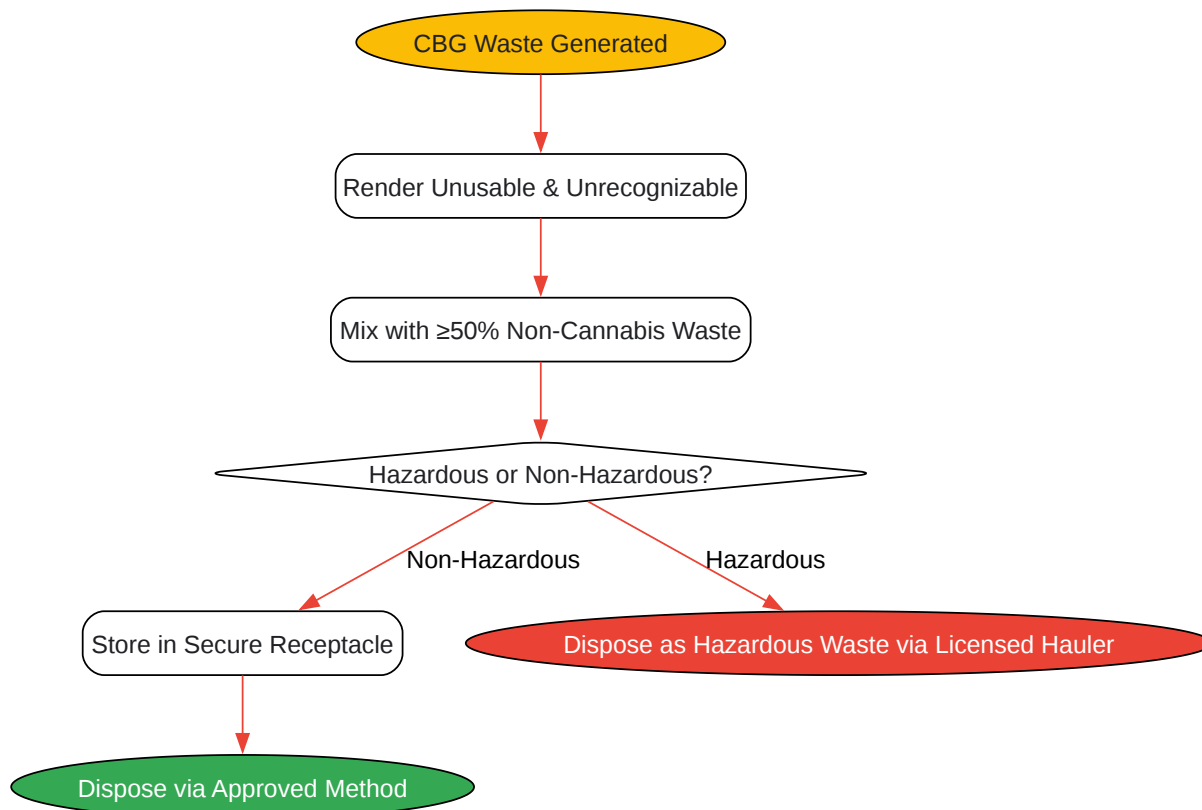 CBG Waste Generated
Render Unusable & Unrecognizable
Mix with ≥50% Non-Cannabis Waste
Hazardous or Non-Hazardous?
Non-Hazardous
Hazardous
Store in Secure Receptacle
Dispose as Hazardous Waste via Licensed Hauler
Dispose via Approved Method